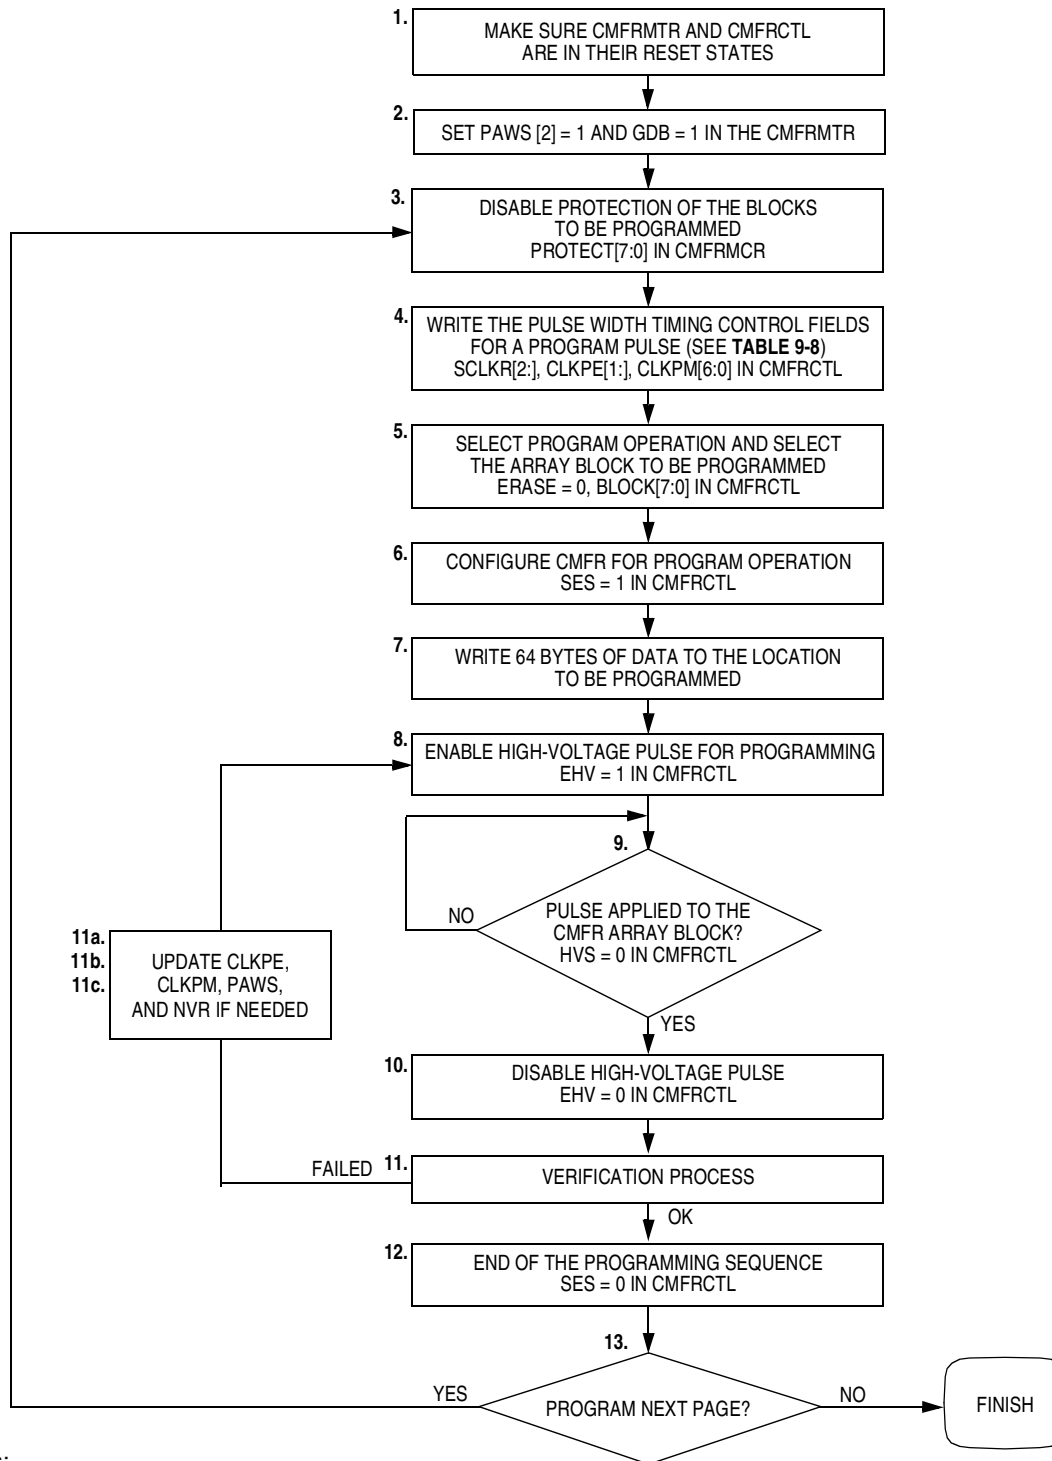 1.
MAKE SURE CMFRMTR AND CMFRCTL
ARE IN THEIR RESET STATES
2.
SET PAWS [2] = 1 AND GDB = 1 IN THE CMFRMTR
3.
DISABLE PROTECTION OF THE BLOCKS
TO BE PROGRAMMED
PROTECT[7:0] IN CMFRMCR
4.
WRITE THE PULSE WIDTH TIMING CONTROL FIELDS
FOR A PROGRAM PULSE (SEE TABLE 9-8)
SCLKR[2:], CLKPE[1:], CLKPM[6:0] IN CMFRCTL
5.
SELECT PROGRAM OPERATION AND SELECT
THE ARRAY BLOCK TO BE PROGRAMMED
ERASE = 0, BLOCK[7:0] IN CMFRCTL
6.
CONFIGURE CMFR FOR PROGRAM OPERATION
SES = 1 IN CMFRCTL
7.
WRITE 64 BYTES OF DATA TO THE LOCATION
TO BE PROGRAMMED
8.
ENABLE HIGH-VOLTAGE PULSE FOR PROGRAMMING
EHV = 1 IN CMFRCTL
9.
NO
PULSE APPLIED TO THE
CMFR ARRAY BLOCK?
HVS = 0 IN CMFRCTL
YES
11a.
11b.
11c.
UPDATE CLKPE,
CLKPM, PAWS,
AND NVR IF NEEDED
10.
DISABLE HIGH-VOLTAGE PULSE
EHV = 0 IN CMFRCTL
FAILED
11.
VERIFICATION PROCESS
OK
12.
END OF THE PROGRAMMING SEQUENCE
SES = 0 IN CMFRCTL
13.
YES
PROGRAM NEXT PAGE?
NO
FINISH